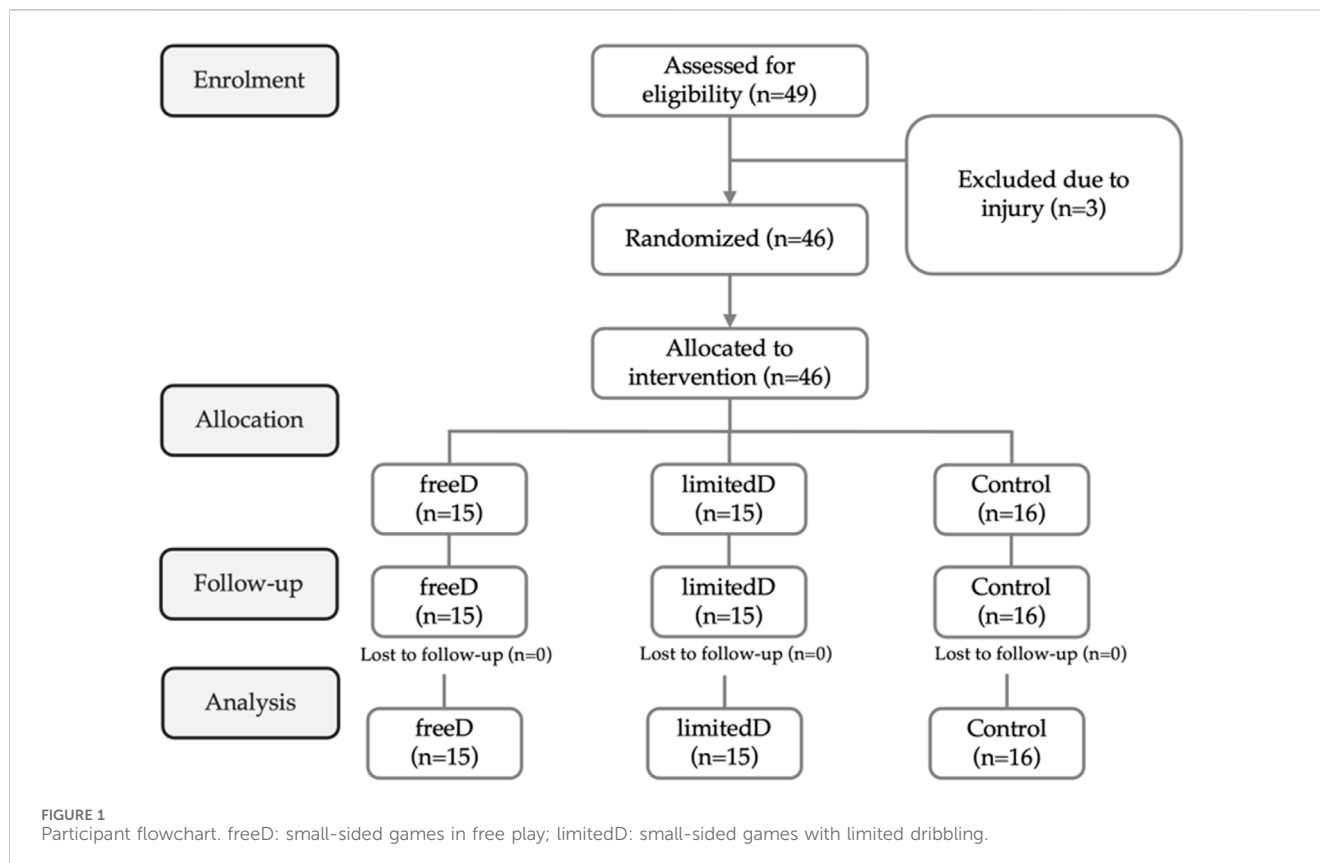 Enrolment
Assessed for
eligibility (n=49)
Excluded due to
injury (n=3)
Randomized (n=46)
Allocated to
intervention (n=46)
Allocation
freeD
(n=15)
limitedD
(n=15)
Control
(n=16)
Follow-up
freeD
(n=15)
limitedD
(n=15)
Control
(n=16)
Lost to follow-up (n=0)
Lost to follow-up (n=0)
Lost to follow-up (n=0)
Analysis
freeD
(n=15)
limitedD
(n=15)
Control
(n=16)
FIGURE 1
Participant flowchart. freeD: small-sided games in free play; limitedD: small-sided games with limited dribbling.